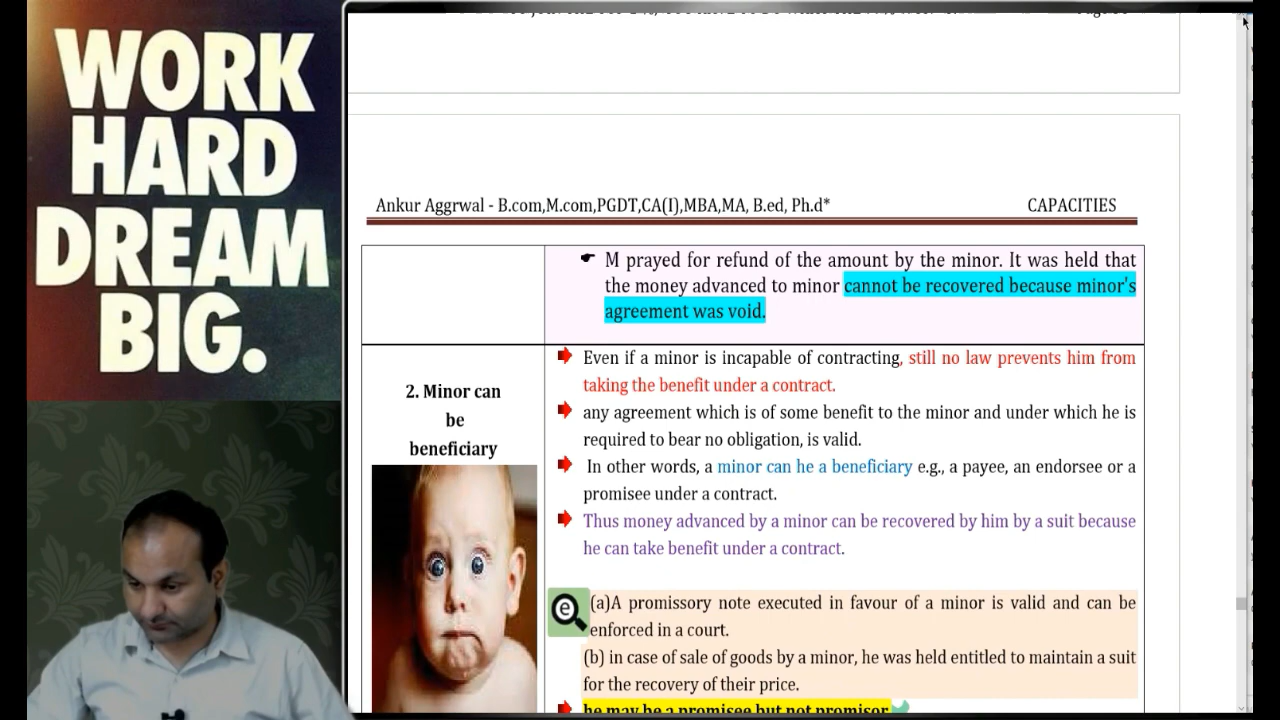 WORK
HARD
DREAM
BIG.
Ankur Aggrwal - B.com,M.com,PGDT,CA(I),MBA,MA, B.ed, Ph.d*
CAPACITIES
M prayed for refund of the amount by the minor. It was held that
the money advanced to minor cannot be recovered because minor's
agreement was void.
2. Minor can
be
beneficiary
Even if a minor is incapable of contracting, still no law prevents him from
taking the benefit under a contract.
any agreement which is of some benefit to the minor and under which he is
required to bear no obligation, is valid.
In other words, a minor can he a beneficiary e.g., a payee, an endorsee or a
promisee under a contract.
Thus money advanced by a minor can be recovered by him by a suit because
he can take benefit under a contract.
e
(a)A promissory note executed in favour of a minor is valid and can be
enforced in a court.
(b) in case of sale of goods by a minor, he was held entitled to maintain a suit
for the recovery of their price.
he may be a promisee but not promisor